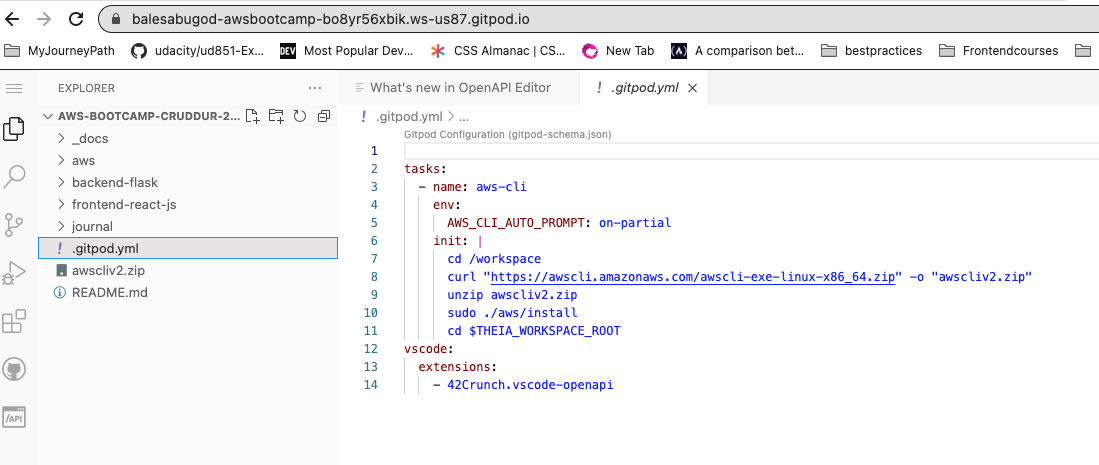 balesabugod-awsbootcamp-bo8yr56xbik.ws-us87.gitpod.io
MyJourneyPath
udacity/ud851-Ex...
DEV
Most Popular Dev...
CSS Almanac | CS...
New Tab
(A)
A comparison bet...
bestpractices
Frontendcourses
EXPLORER
...
What's new in OpenAPI Editor
! .gitpod.yml ×
AWS-BOOTCAMP-CRUDDUR-2...
! .gitpod.yml > ...
> _docs
> aws
> backend-flask
> frontend-react-js
> journal
! .gitpod.yml
awscliv2.zip
README.md
/API
Gitpod Configuration (gitpod-schema.json)
1
2 tasks:
3 - name: aws-cli
4 env:
5 AWS_CLI_AUTO_PROMPT: on-partial
6 init: |
7 cd /workspace
8 curl "https://awscli.amazonaws.com/awscli-exe-linux-x86_64.zip" -o "awscliv2.zip"
9 unzip awscliv2.zip
10 sudo ./aws/install
11 cd $THEIA_WORKSPACE_ROOT
12 vscode:
13 extensions:
14 - 42Crunch.vscode-openapi